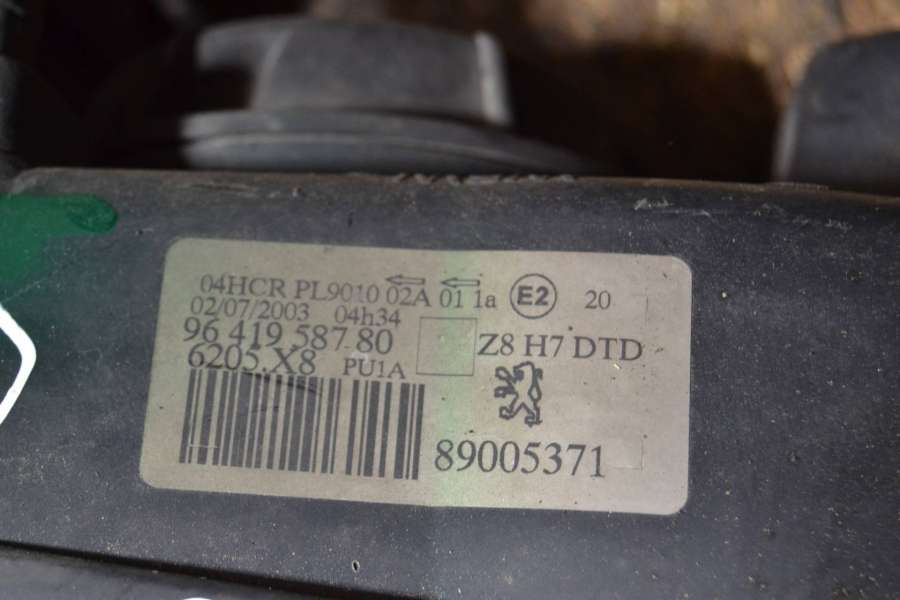 04HCR PL9010 02A 01 1a E2 20
02/07/2003 04h34
96 419 587 80 Z8 H7 DTD
6205.X8 PU1A
89005371